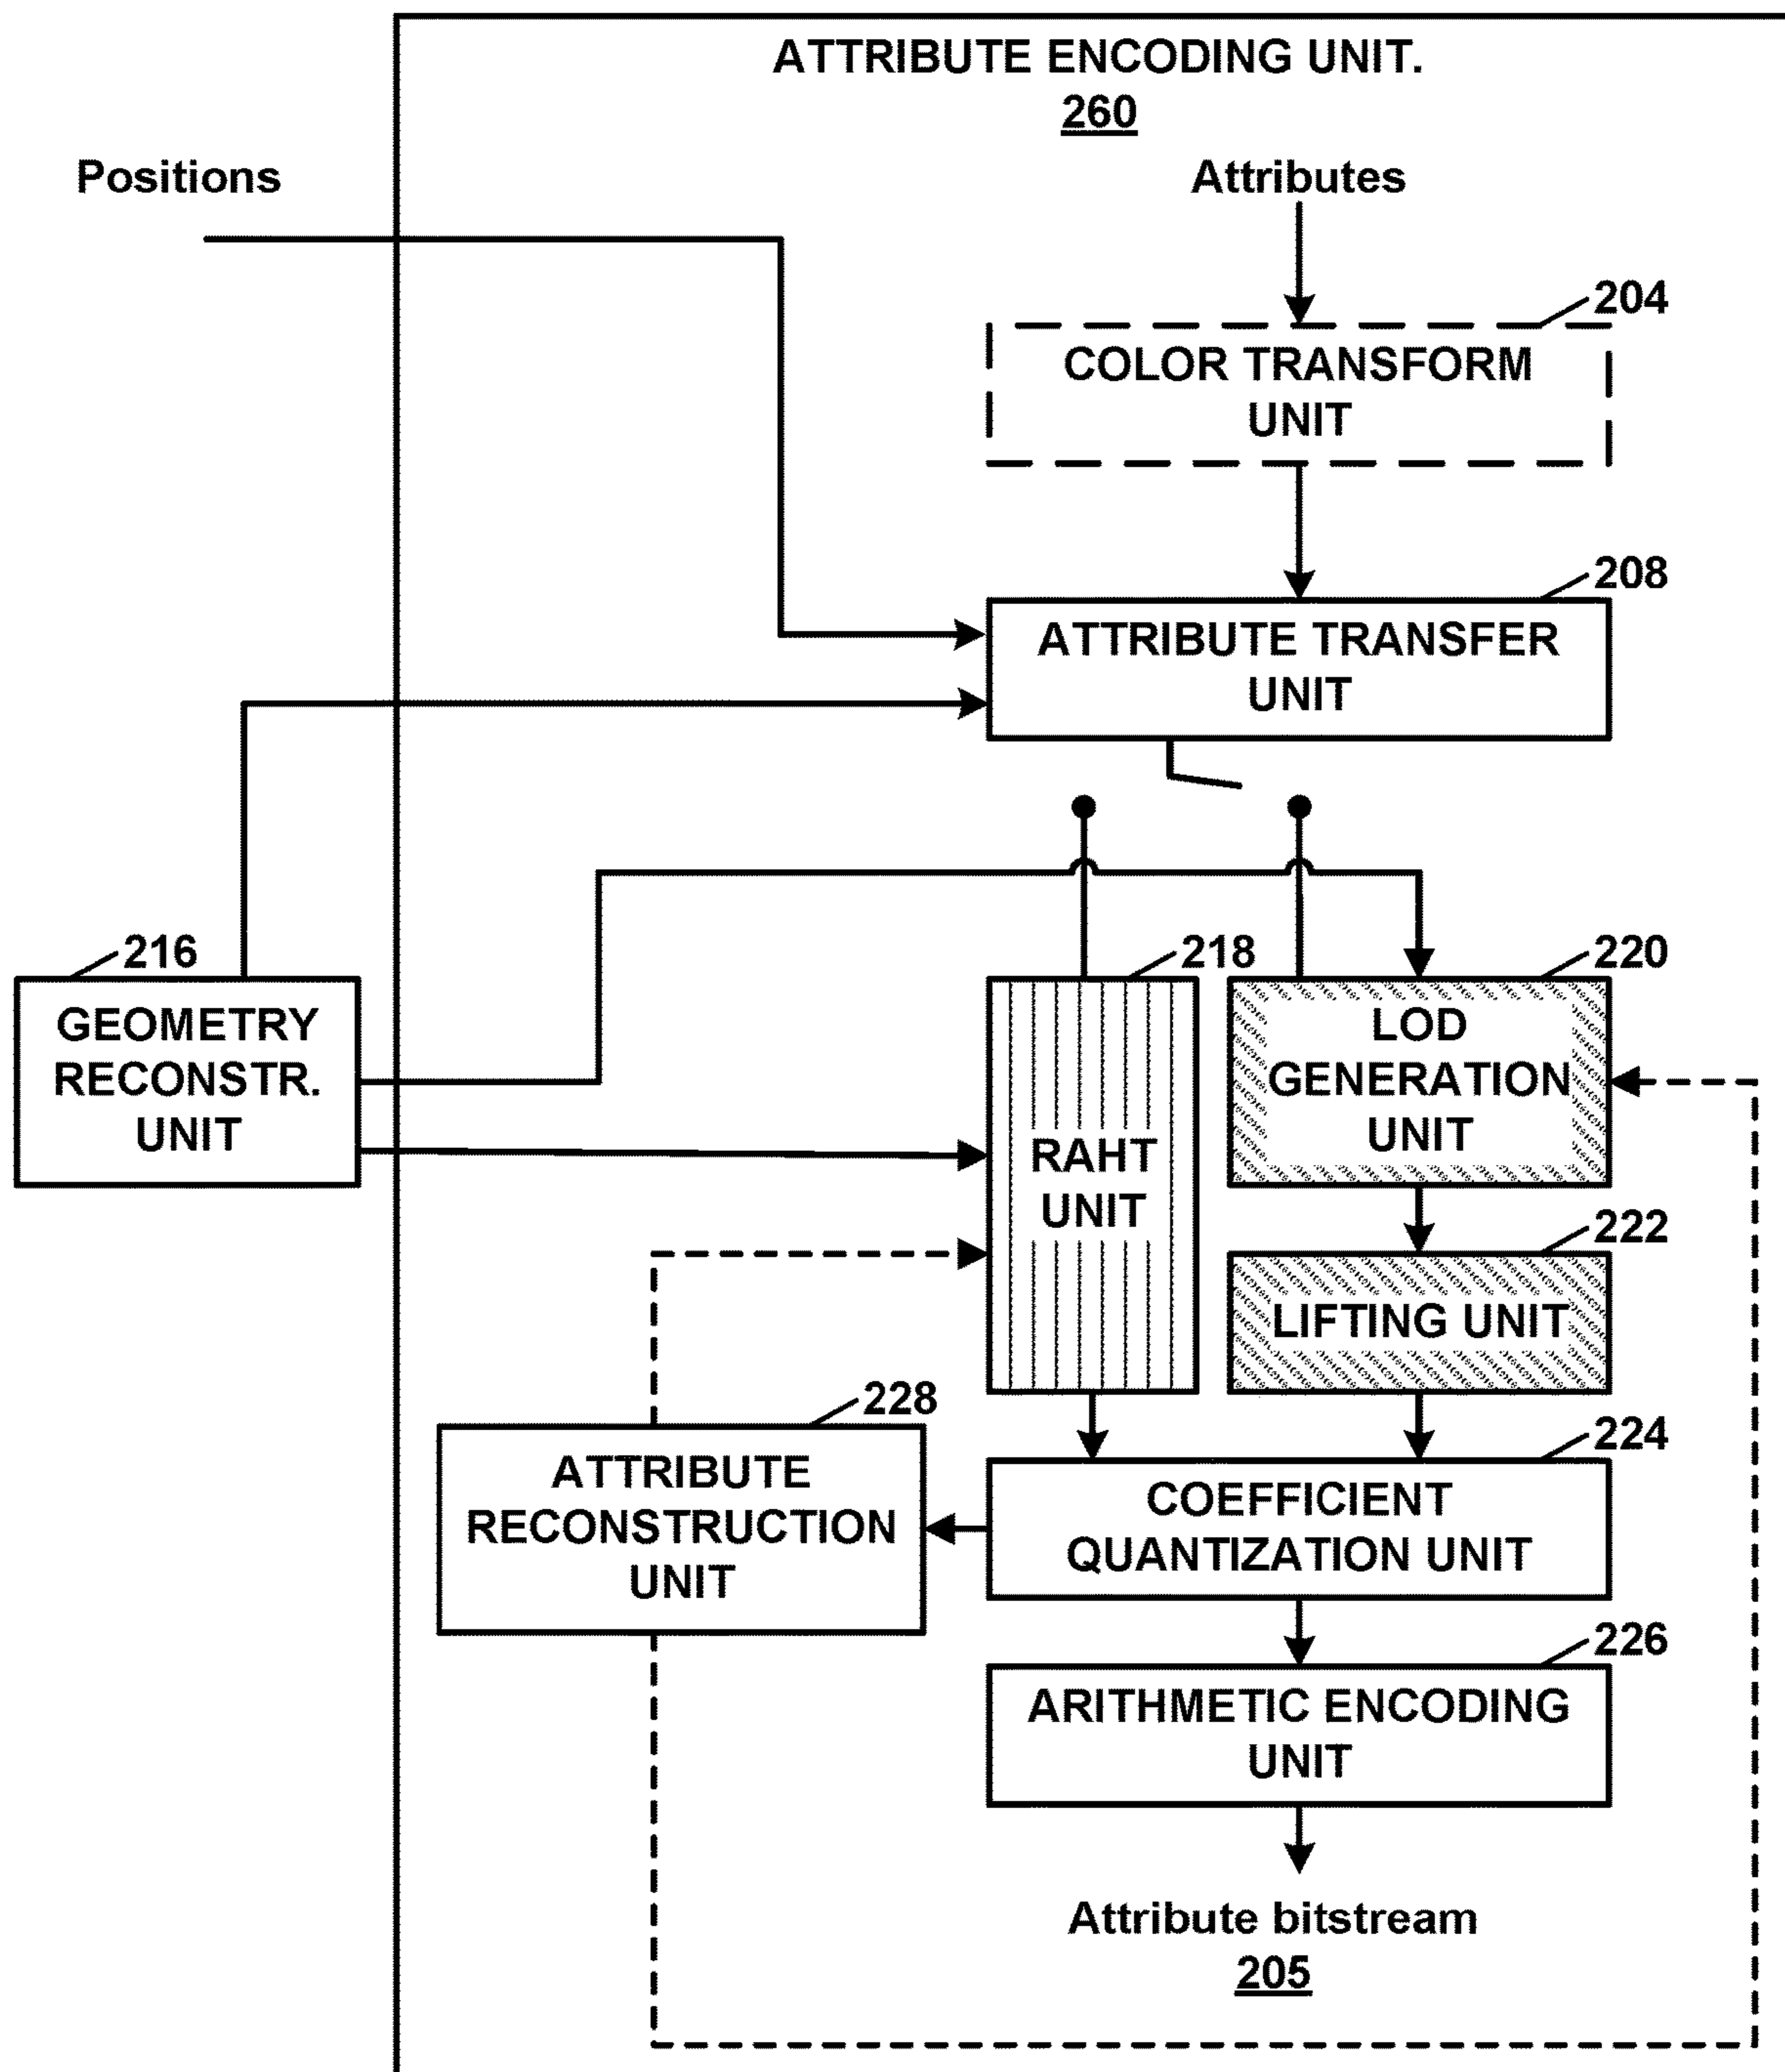 ATTRIBUTE ENCODING UNIT.
260
Positions
Attributes
204
COLOR TRANSFORM
UNIT
208
ATTRIBUTE TRANSFER
UNIT
216
GEOMETRY
RECONSTR.
UNIT
218
RAHT
UNIT
220
LOD
GENERATION
UNIT
222
LIFTING UNIT
228
ATTRIBUTE
RECONSTRUCTION
UNIT
224
COEFFICIENT
QUANTIZATION UNIT
226
ARITHMETIC ENCODING
UNIT
Attribute bitstream
205